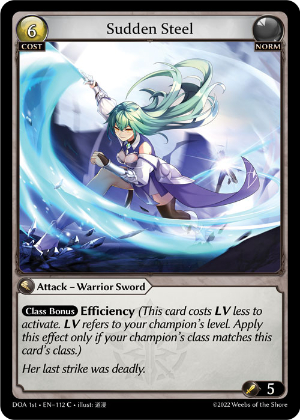 6
Sudden Steel
COST
NORM
Attack – Warrior Sword
Class Bonus Efficiency (This card costs LV less to
activate. LV refers to your champion's level. Apply
this effect only if your champion's class matches
this card's class.)
Her last strike was deadly.
5
DOA 1st • EN-112 C • illust: 道漫
©2022 Weebs of the Shore